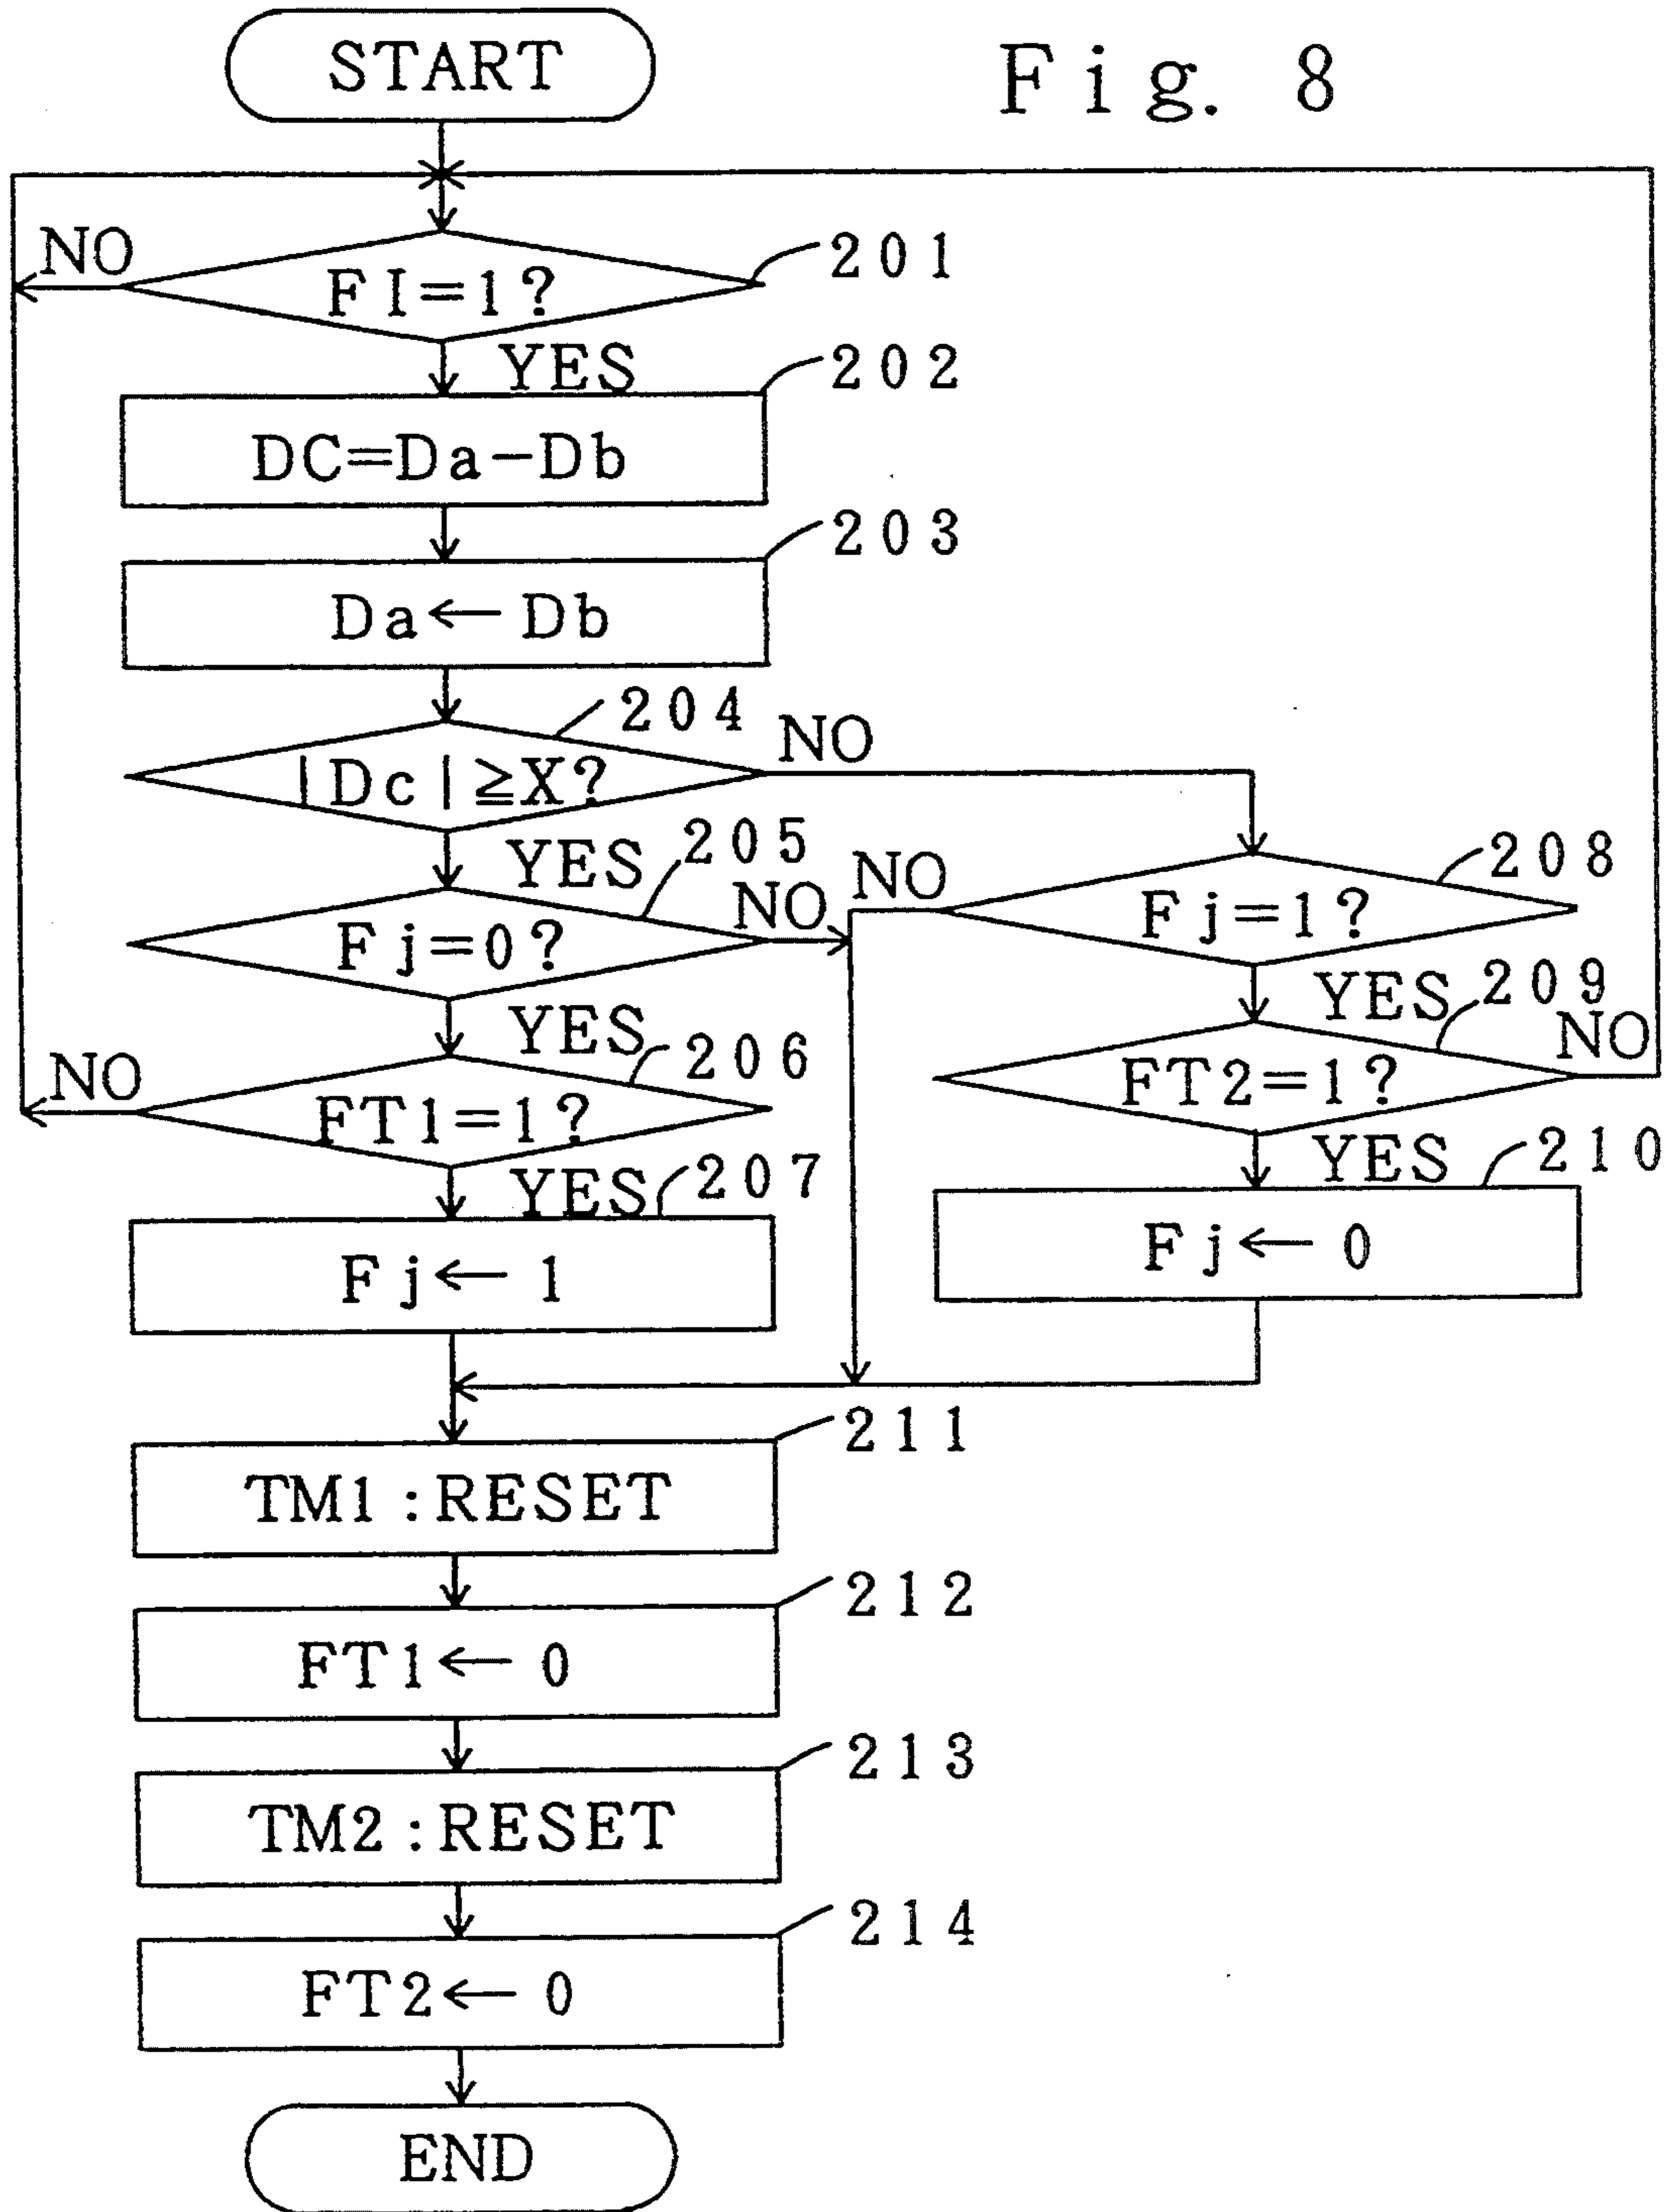 Fig. 8
START
NO
FI=1?
201
YES
202
DC=Da-Db
203
Da← Db
204
|Dc|≧X?
NO
YES
205
Fj=0?
NO
NO
208
Fj=1?
YES
206
YES
209
NO
FT1=1?
FT2=1?
NO
YES
207
YES
210
Fj← 1
Fj← 0
211
TM1:RESET
212
FT1← 0
213
TM2:RESET
214
FT2← 0
END